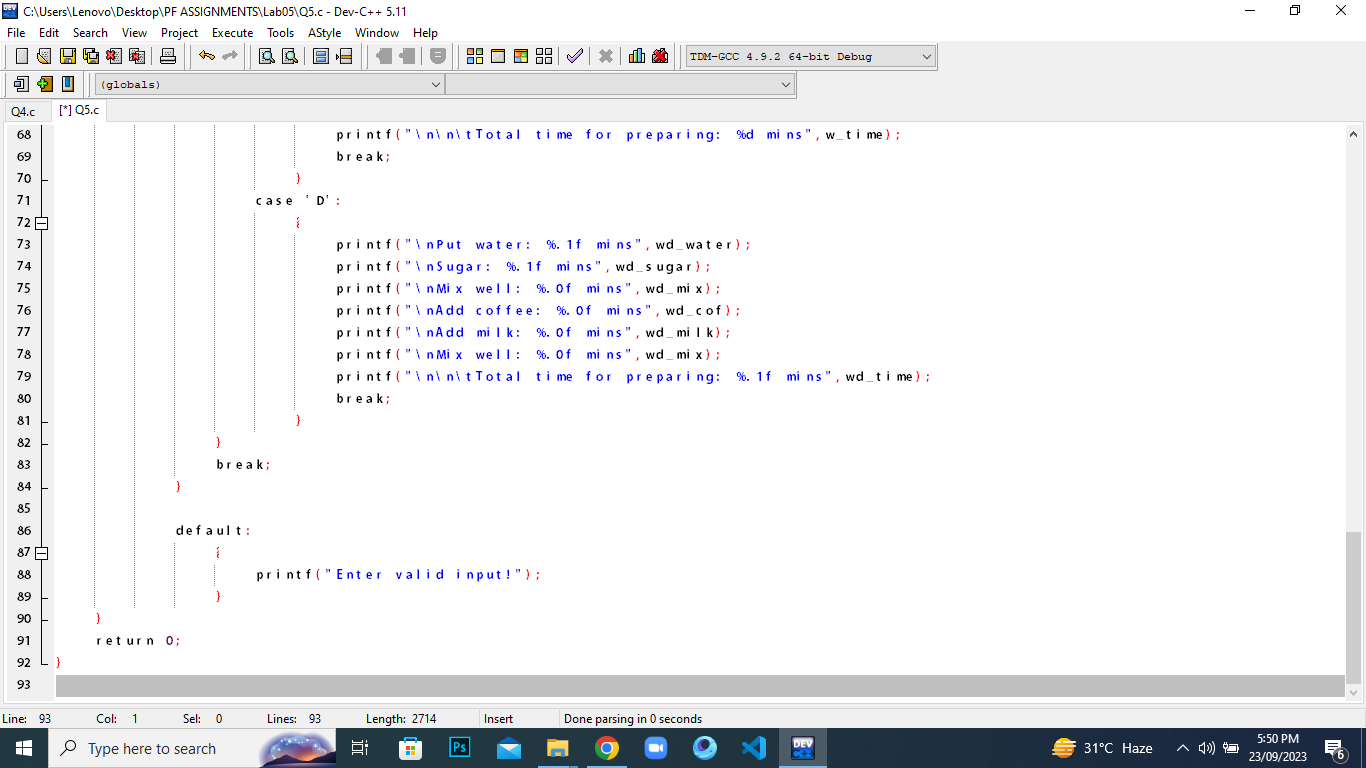 C:\Users\Lenovo\Desktop\PF ASSIGNMENTS\Lab05\Q5.c - Dev-C++ 5.11
File Edit Search View Project Execute Tools AStyle Window Help
TDM-GCC 4.9.2 64-bit Debug
(globals)
Q4.c [*] Q5.c
68 printf("\n\n\tTotal time for preparing: %d mins",w_time);
69 break;
70 }
71 case 'D':
72 {
73 printf("\nPut water: %.1f mins",wd_water);
74 printf("\nSugar: %.1f mins",wd_sugar);
75 printf("\nMix well: %.0f mins",wd_mix);
76 printf("\nAdd coffee: %.0f mins",wd_cof);
77 printf("\nAdd milk: %.0f mins",wd_milk);
78 printf("\nMix well: %.0f mins",wd_mix);
79 printf("\n\n\tTotal time for preparing: %.1f mins",wd_time);
80 break;
81 }
82 }
83 break;
84 }
85
86 default:
87 {
88 printf("Enter valid input!");
89 }
90 }
91 return 0;
92 }
93
Line: 93 Col: 1 Sel: 0 Lines: 93 Length: 2714 Insert Done parsing in 0 seconds
Type here to search Ps DEV 31°C Haze 5:50 PM
23/09/2023 6